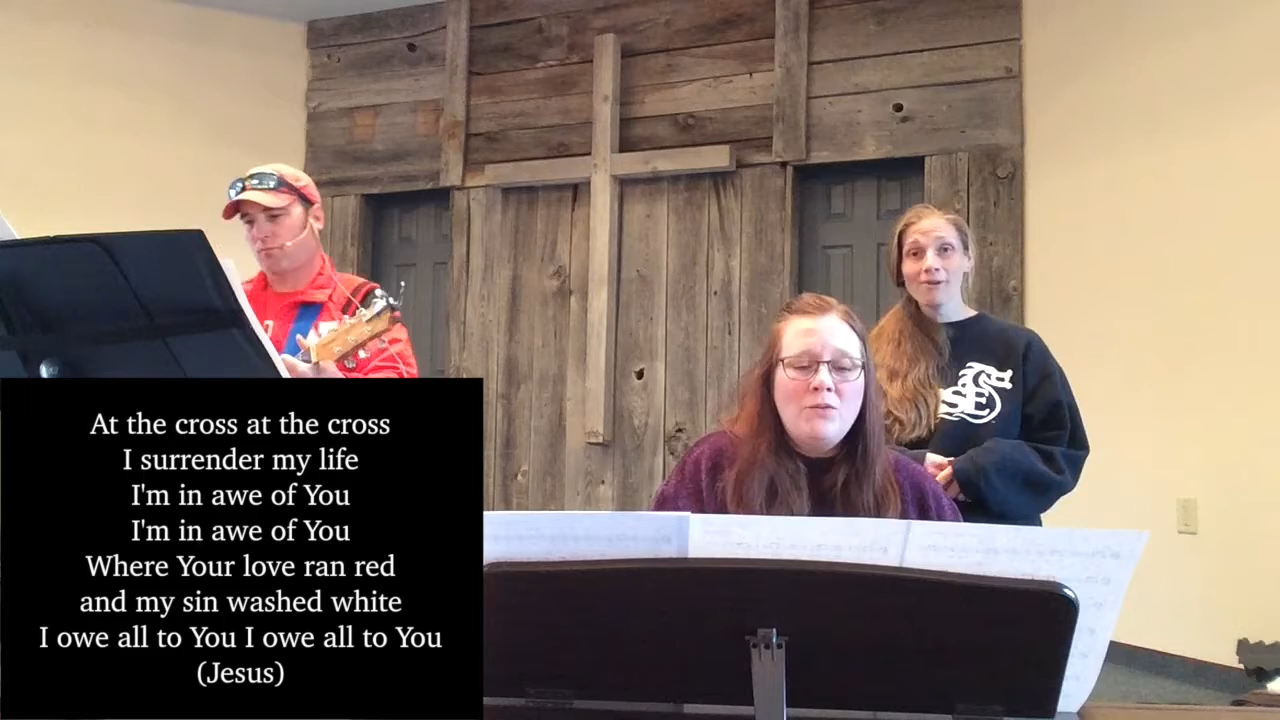 At the cross at the cross
I surrender my life
I'm in awe of You
I'm in awe of You
Where Your love ran red
and my sin washed white
I owe all to You I owe all to You
(Jesus)
SE